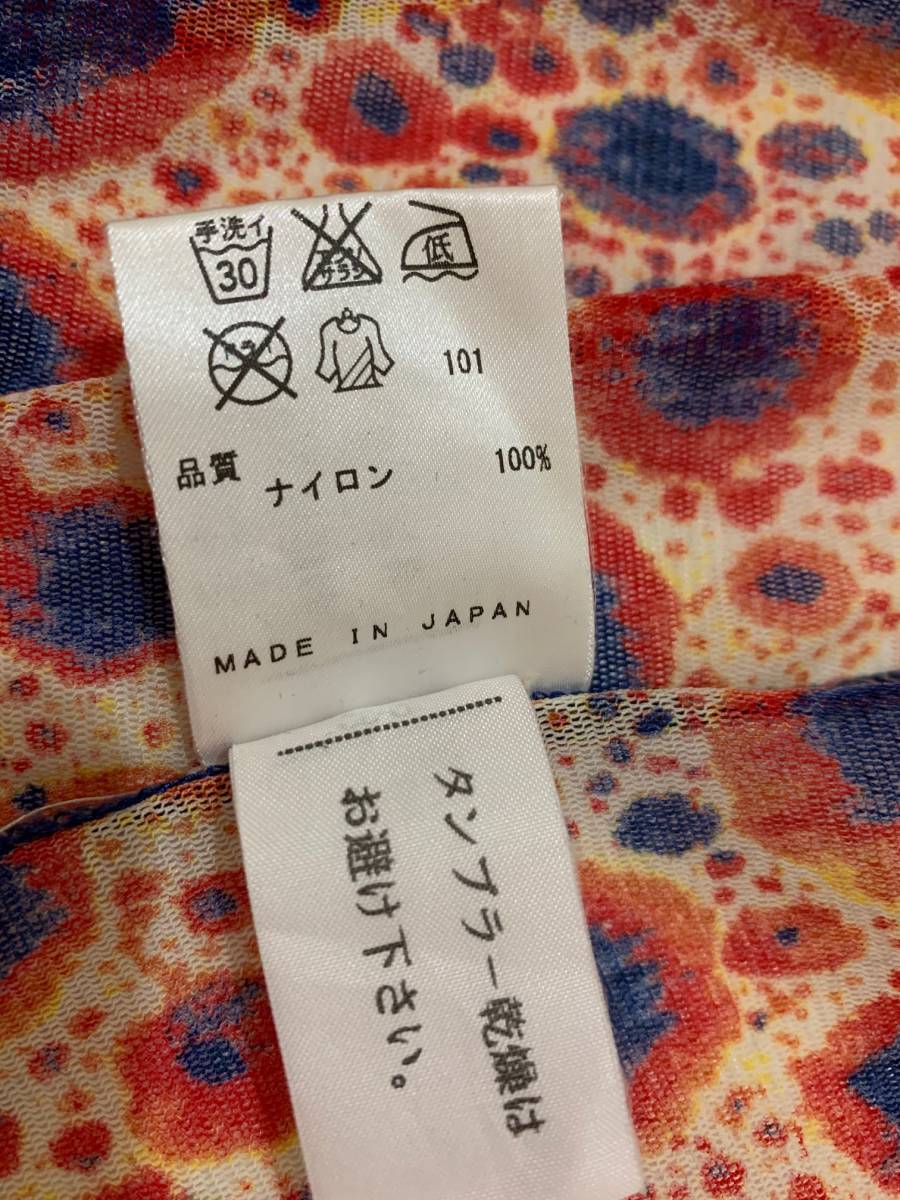 手洗イ
30
低
101
品質 ナイロン 100%
MADE IN JAPAN
タンブラー乾燥は
お避け下さい。